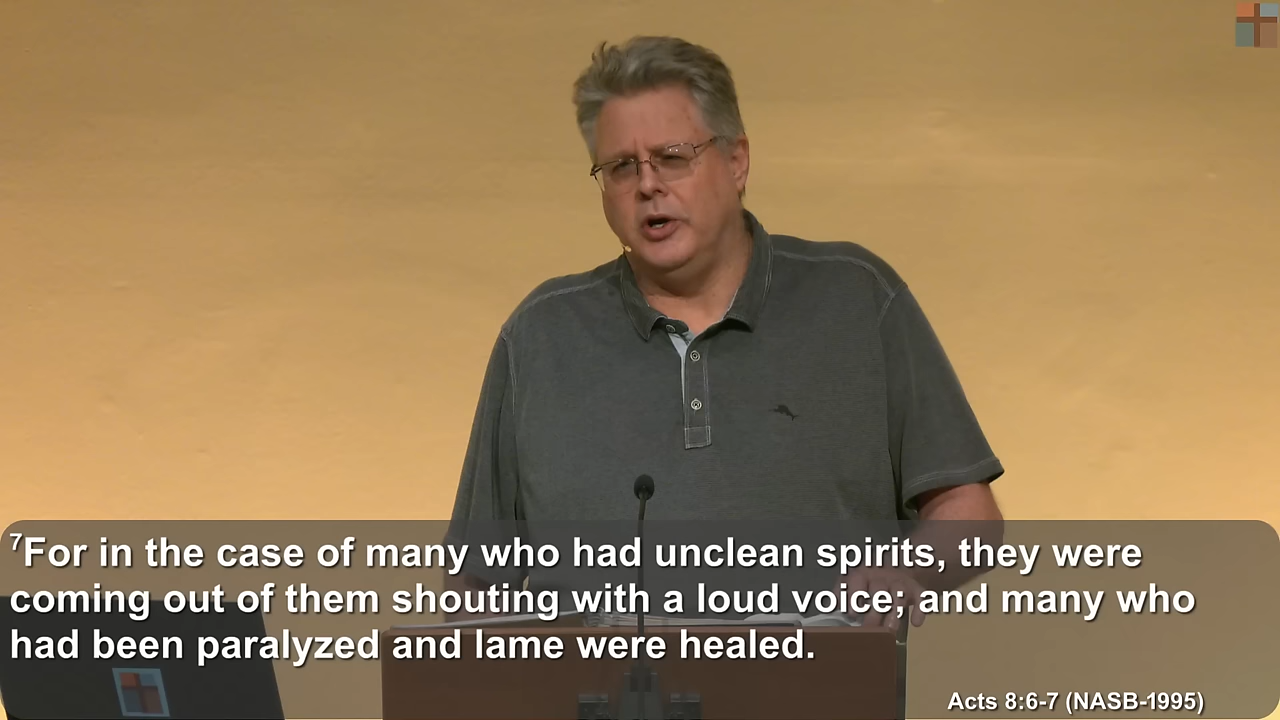 ⁷For in the case of many who had unclean spirits, they were
coming out of them shouting with a loud voice; and many who
had been paralyzed and lame were healed.
Acts 8:6-7 (NASB-1995)